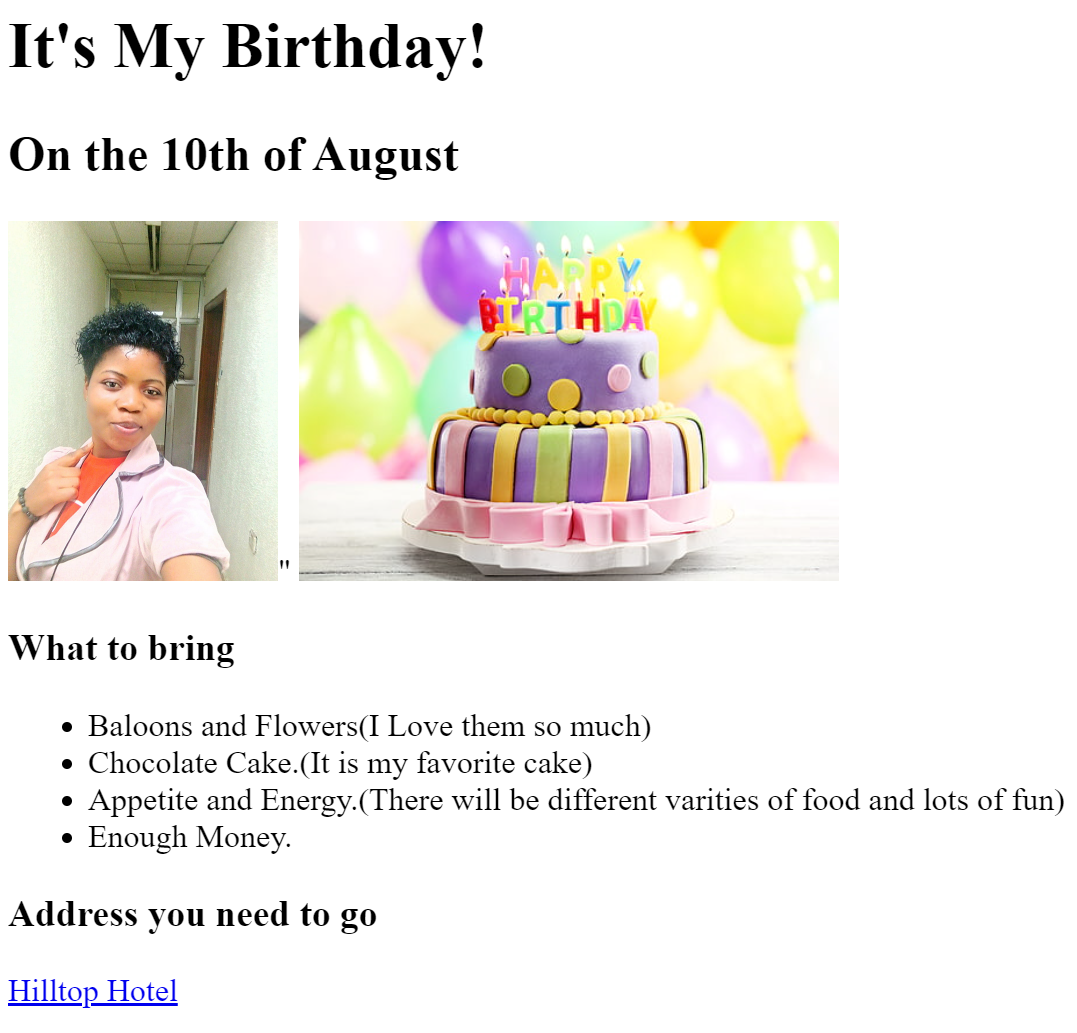 It's My Birthday!
On the 10th of August
HAPPY
BIRTHDAY
"
What to bring
Baloons and Flowers(I Love them so much)
Chocolate Cake.(It is my favorite cake)
Appetite and Energy.(There will be different varities of food and lots of fun)
Enough Money.
Address you need to go
Hilltop Hotel